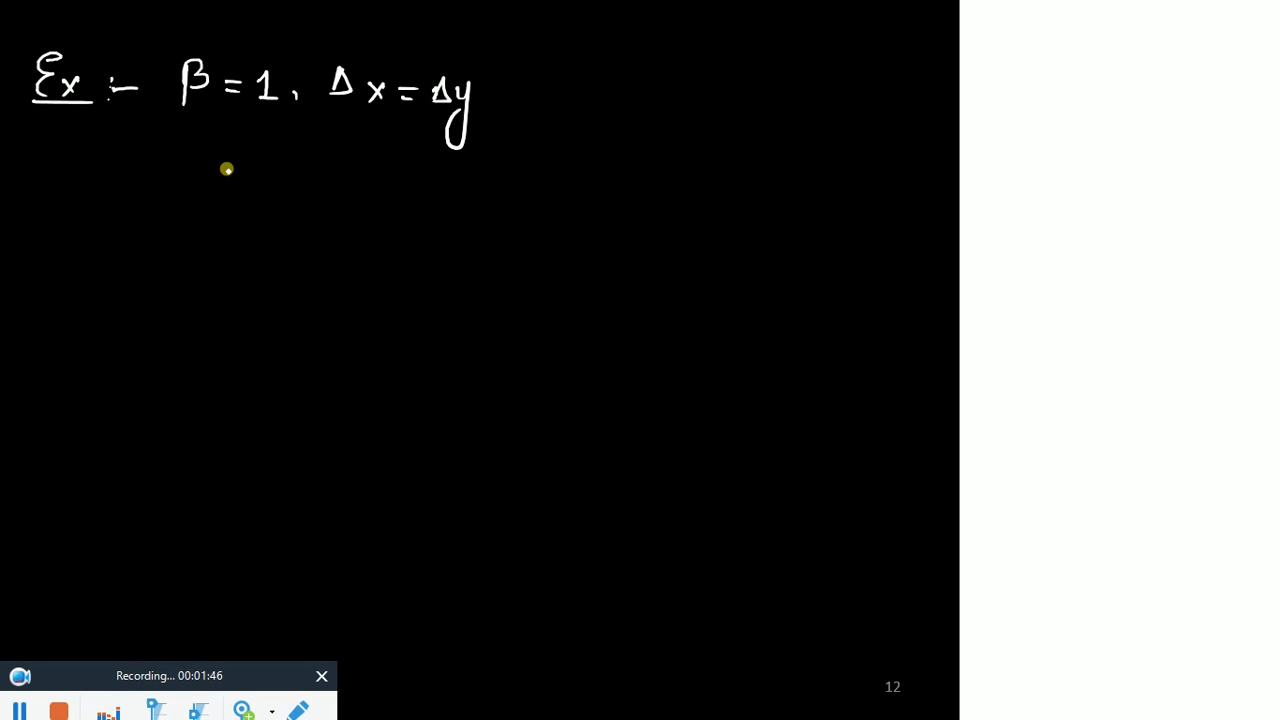 Ex :- β = 1, Δx = Δy
Recording... 00:01:46
12